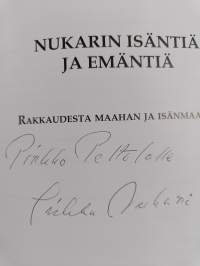 NUKARIN ISÄNTIÄ
JA EMÄNTIÄ
RAKKAUDESTA MAAHAN JA ISÄNMAA
Pirkko Peltolalle